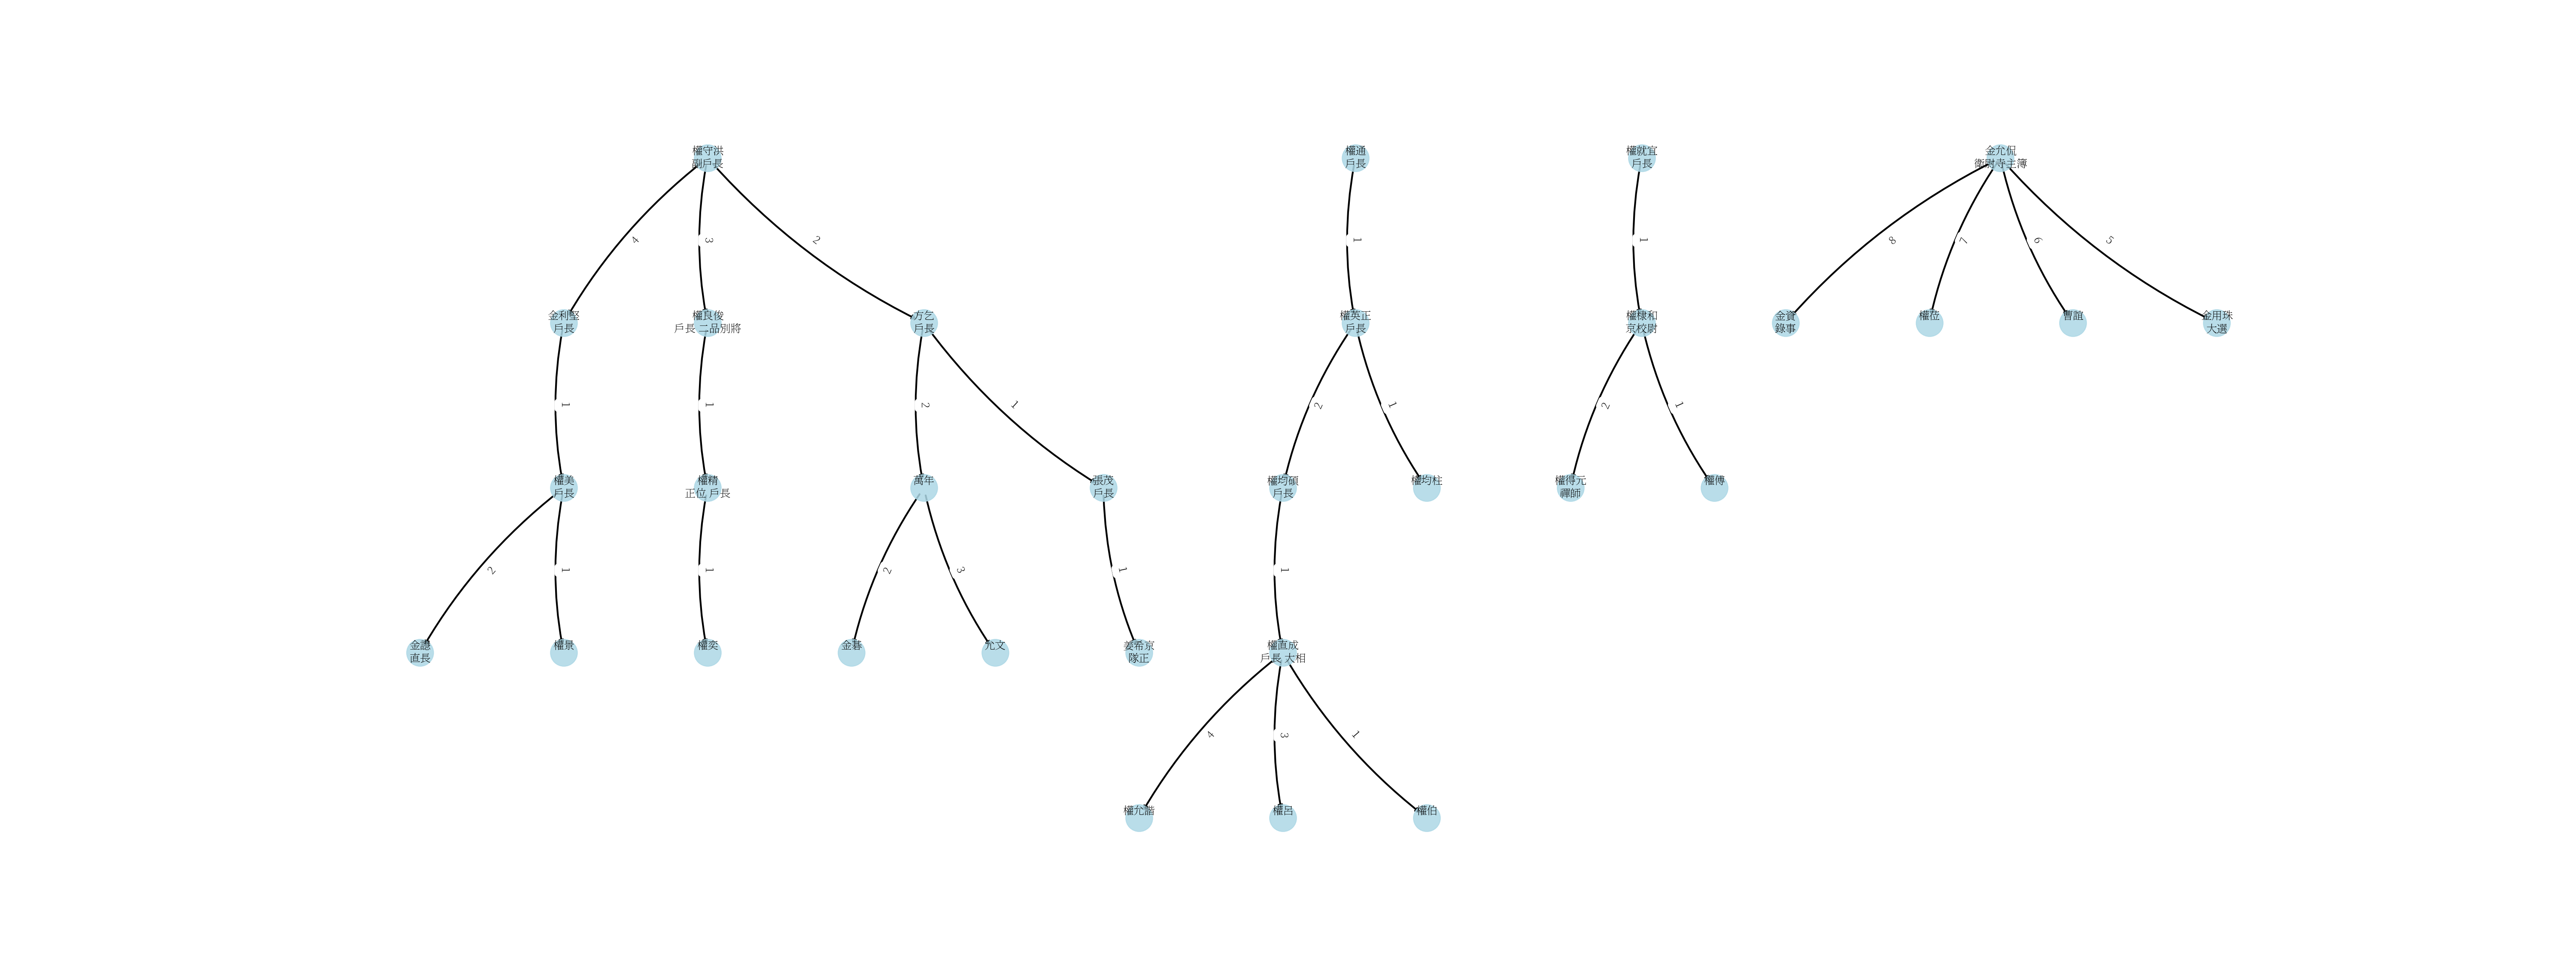 權守洪
副戶長
權通
戶長
權就宜
戶長
金允侃
衛尉寺主簿
4
3
2
1
1
8
7
6
5
金利堅
戶長
權良俊
戶長 二品別將
方乞
戶長
權英正
戶長
權棣和
京校尉
金資
錄事
權莅
曹誼
金用珠
大選
1
1
2
1
2
1
2
1
權美
戶長
權精
正位 戶長
萬年
張茂
戶長
權均碩
戶長
權均柱
權得元
禪師
權傳
2
1
1
2
3
1
1
直長
權景
權奕
金暮
允文
姜希京
隊正
權直成
戶長 大相
4
3
1
權允諧
權呂
權伯